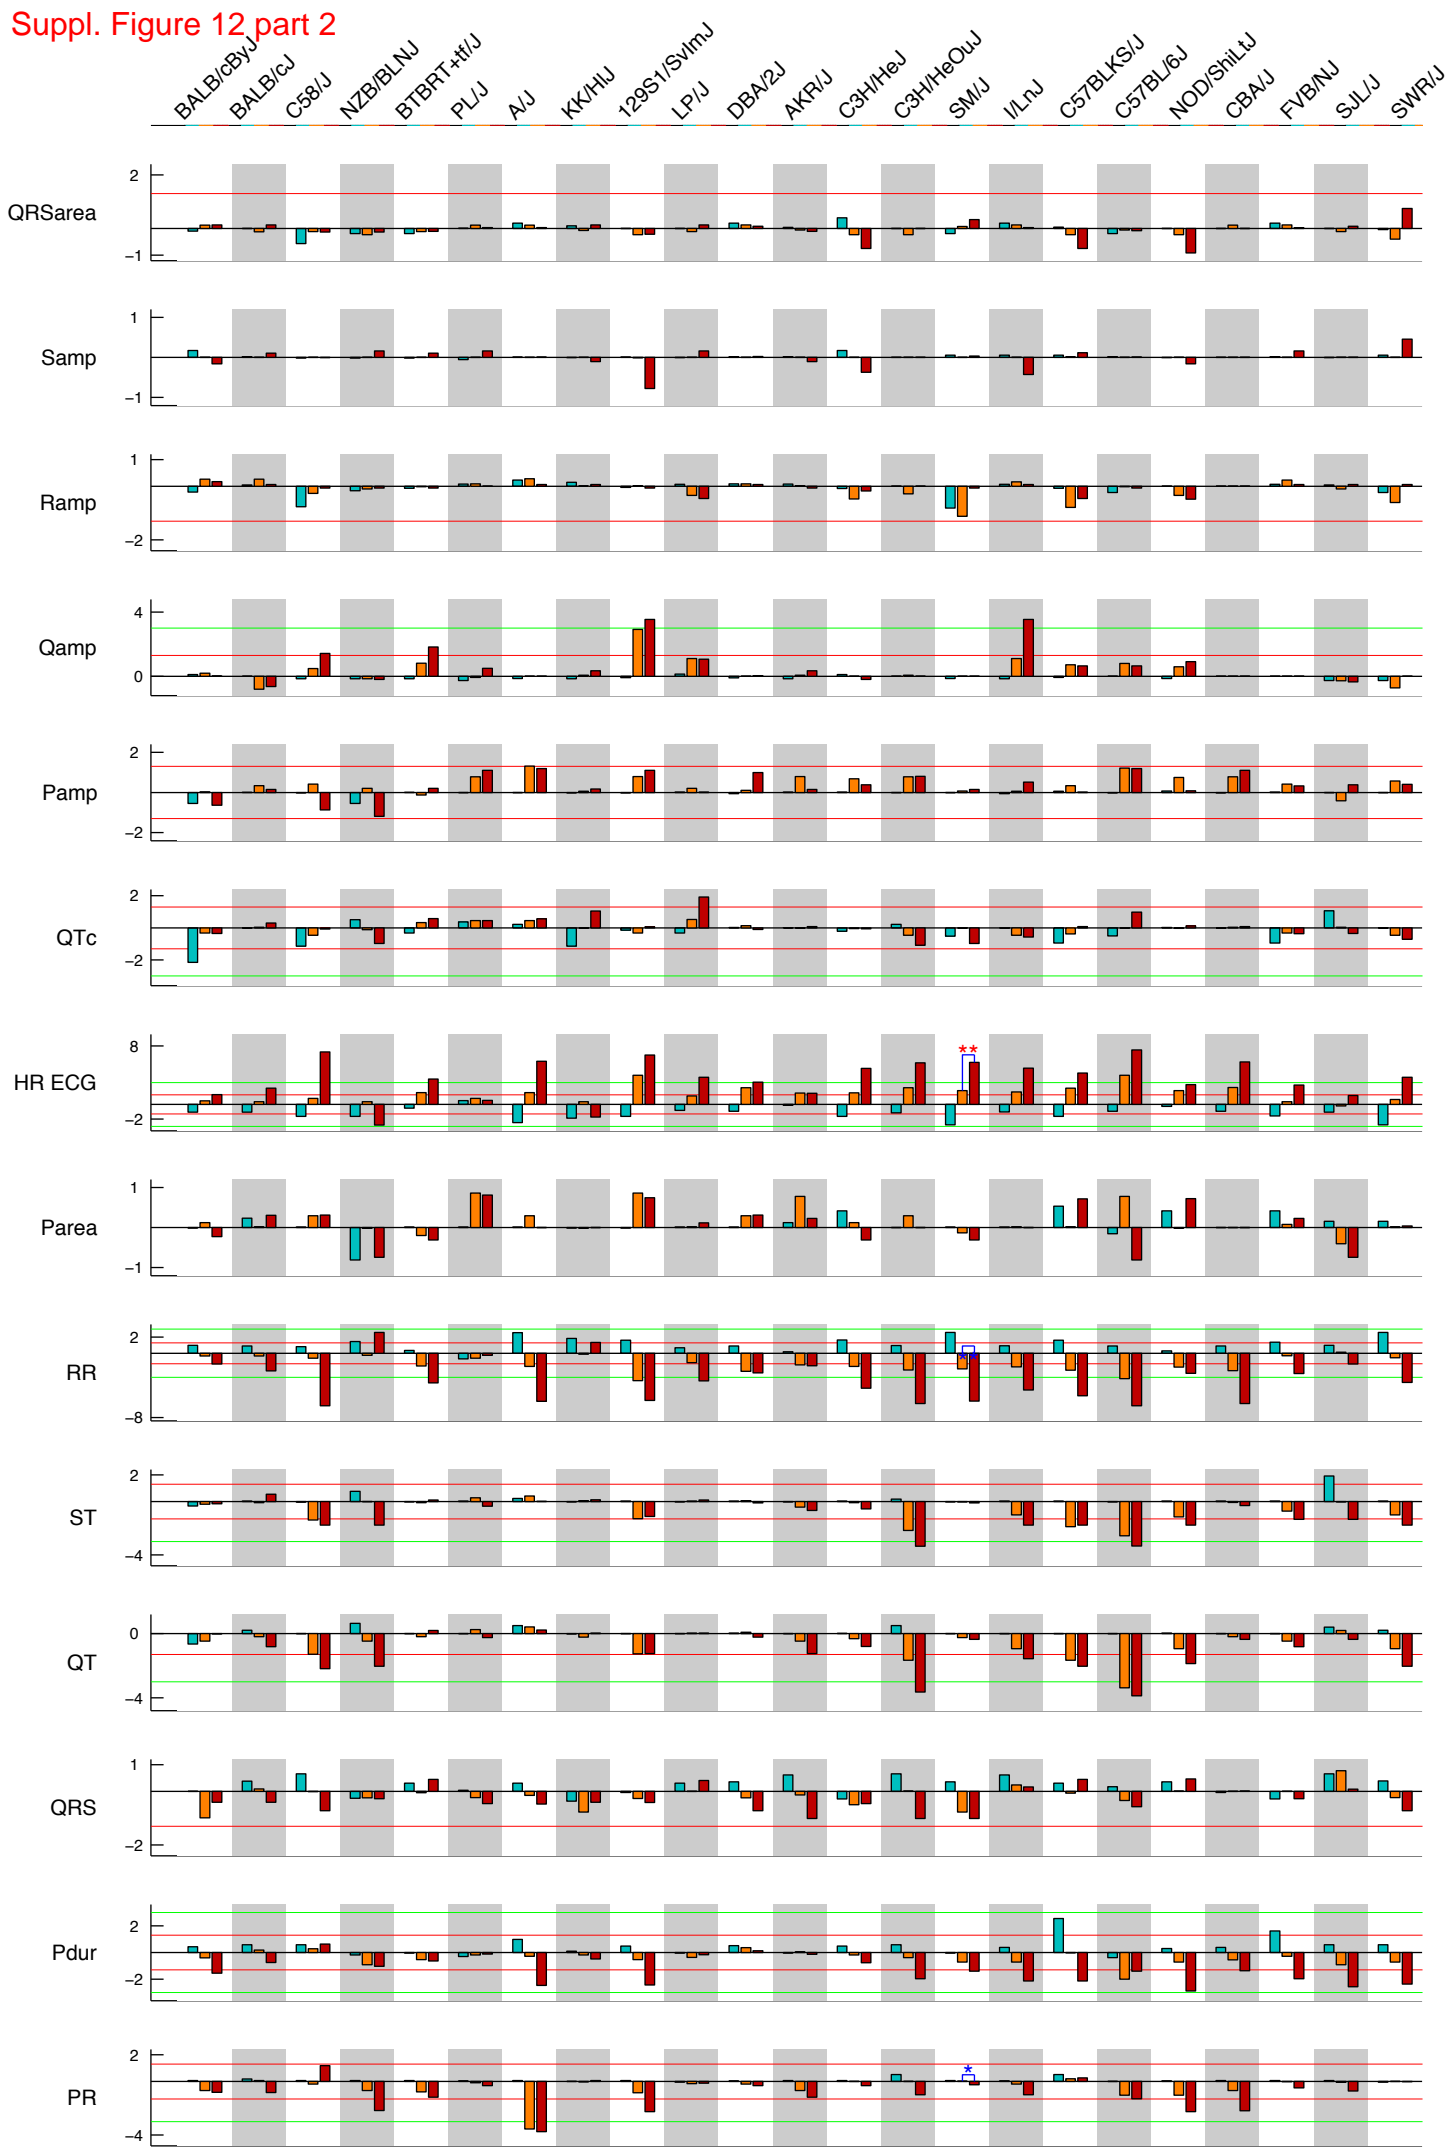 Suppl. Figure 12 part 2
BALB/cByJ
BALB/cJ
C58/J
NZB/BLNJ
BTBRT+tf/J
PL/J
A/J
KK/HIJ
129S1/SvImJ
LP/J
DBA/2J
AKR/J
C3H/HeJ
C3H/HeOuJ
SM/J
I/LnJ
C57BLKS/J
C57BL/6J
NOD/ShiLtJ
CBA/J
FVB/NJ
SJL/J
SWR/J
2
QRSarea
−1
1
Samp
−1
1
Ramp
−2
4
Qamp
0
2
Pamp
−2
2
QTc
−2
8
**
HR ECG
−2
1
Parea
−1
2
**
RR
−8
2
ST
−4
0
QT
−4
1
QRS
−2
2
Pdur
−2
2
*
PR
−4